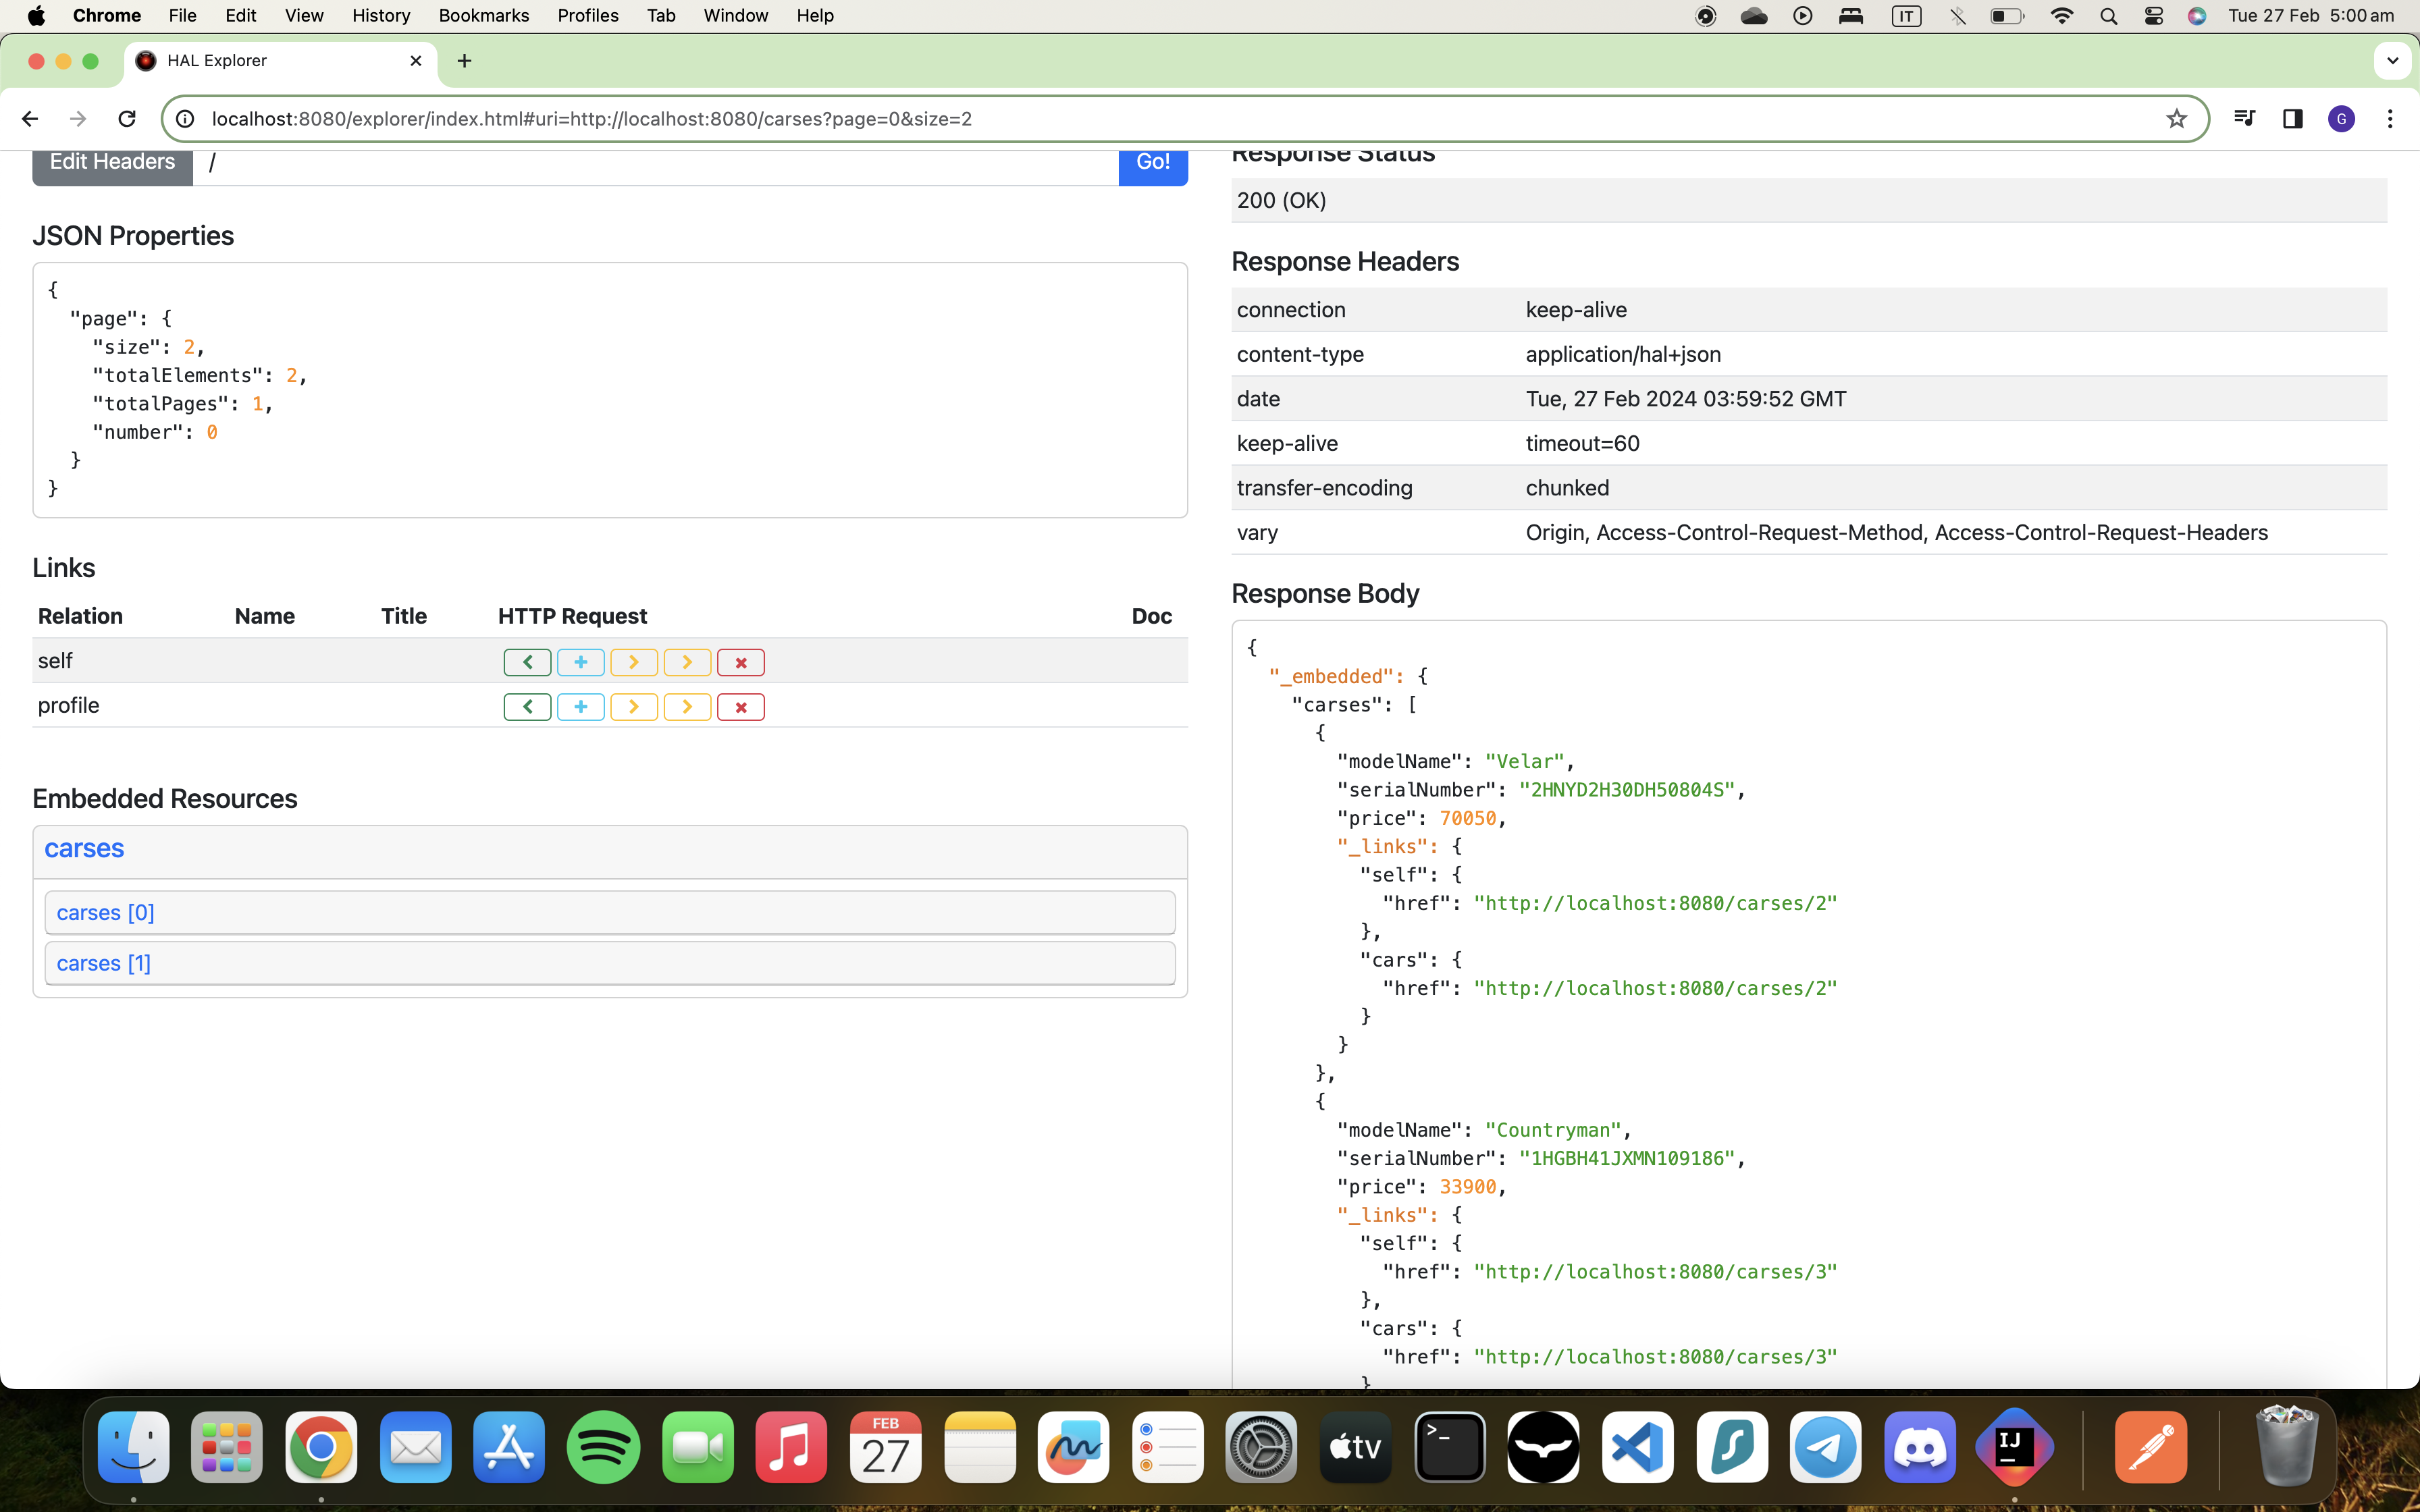 Chrome File Edit View History Bookmarks Profiles Tab Window Help
IT
Tue 27 Feb 5:00 am
HAL Explorer
localhost:8080/explorer/index.html#uri=http://localhost:8080/carses?page=0&size=2
G
Edit Headers
/
Go!
JSON Properties
{
"page": {
"size": 2,
"totalElements": 2,
"totalPages": 1,
"number": 0
}
}
Links
Relation Name Title HTTP Request Doc
self
profile
Embedded Resources
carses
carses [0]
carses [1]
Response Status
200 (OK)
Response Headers
connection keep-alive
content-type application/hal+json
date Tue, 27 Feb 2024 03:59:52 GMT
keep-alive timeout=60
transfer-encoding chunked
vary Origin, Access-Control-Request-Method, Access-Control-Request-Headers
Response Body
{
"_embedded": {
"carses": [
{
"modelName": "Velar",
"serialNumber": "2HNYD2H30DH50804S",
"price": 70050,
"_links": {
"self": {
"href": "http://localhost:8080/carses/2"
},
"cars": {
"href": "http://localhost:8080/carses/2"
}
}
},
{
"modelName": "Countryman",
"serialNumber": "1HGBH41JXMN109186",
"price": 33900,
"_links": {
"self": {
"href": "http://localhost:8080/carses/3"
},
"cars": {
"href": "http://localhost:8080/carses/3"
}
FEB
27
tv
>_
IJ